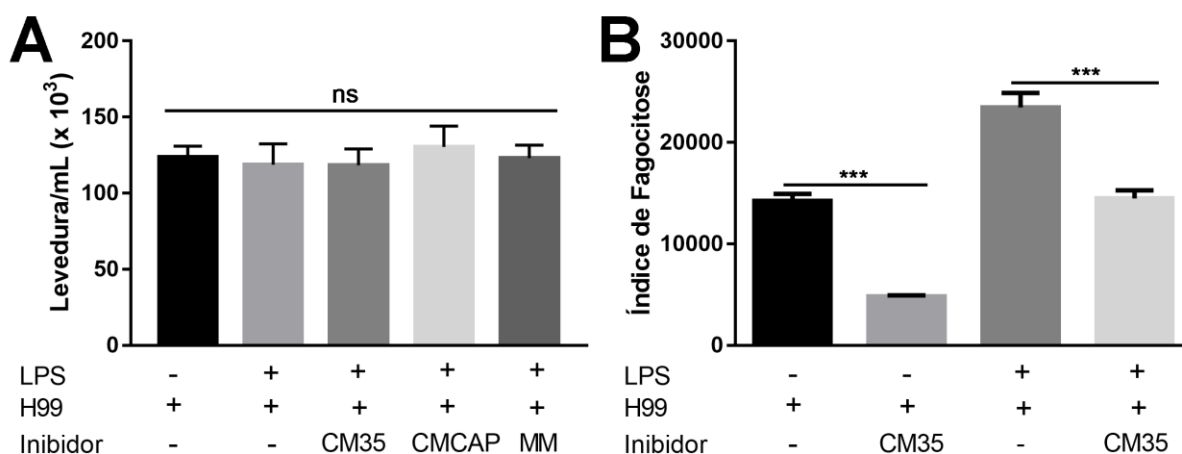 A
Levedura/mL (x 10³)
200
150
100
50
0
ns
LPS - + + + +
H99 + + + + +
Inibidor - - CM35 CMCAP MM
B
Índice de Fagocitose
30000
20000
10000
0
***
***
LPS - - + +
H99 + + + +
Inibidor - CM35 - CM35